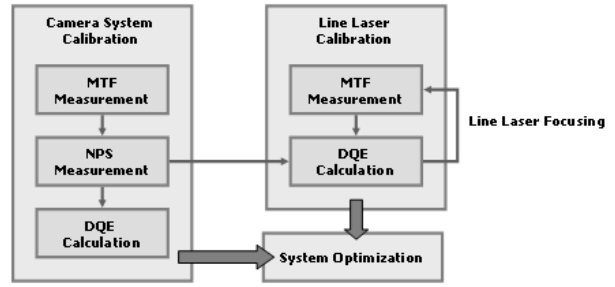 Camera System
Calibration
MTF
Measurement
NPS
Measurement
DQE
Calculation
Line Laser
Calibration
MTF
Measurement
DQE
Calculation
Line Laser Focusing
System Optimization